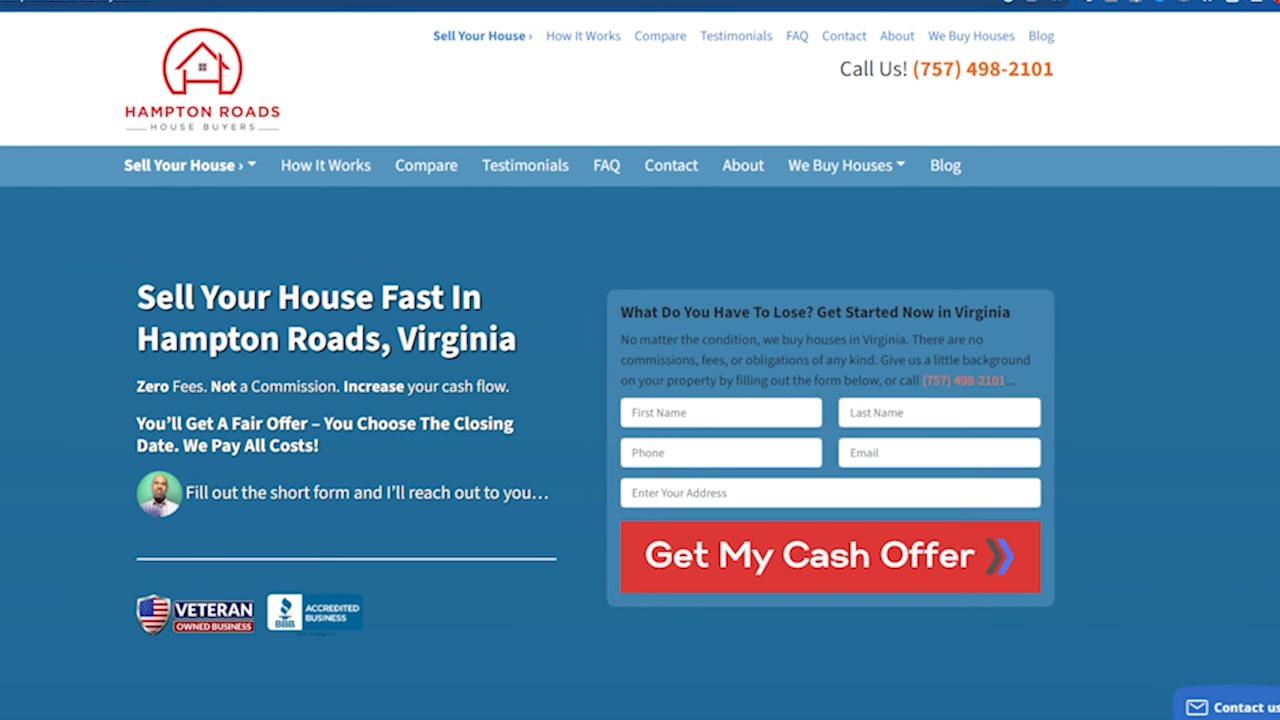 Sell Your House › How It Works Compare Testimonials FAQ Contact About We Buy Houses Blog
Call Us! (757) 498-2101
HAMPTON ROADS
HOUSE BUYERS
Sell Your House › How It Works Compare Testimonials FAQ Contact About We Buy Houses Blog
Sell Your House Fast In
Hampton Roads, Virginia
Zero Fees. Not a Commission. Increase your cash flow.
You'll Get A Fair Offer – You Choose The Closing
Date. We Pay All Costs!
Fill out the short form and I'll reach out to you...
VETERAN
OWNED BUSINESS
BBB
ACCREDITED
BUSINESS
What Do You Have To Lose? Get Started Now in Virginia
No matter the condition, we buy houses in Virginia. There are no
commissions, fees, or obligations of any kind. Give us a little background
on your property by filling out the form below, or call (757) 498-2101...
First Name Last Name
Phone Email
Enter Your Address
Get My Cash Offer
Contact us